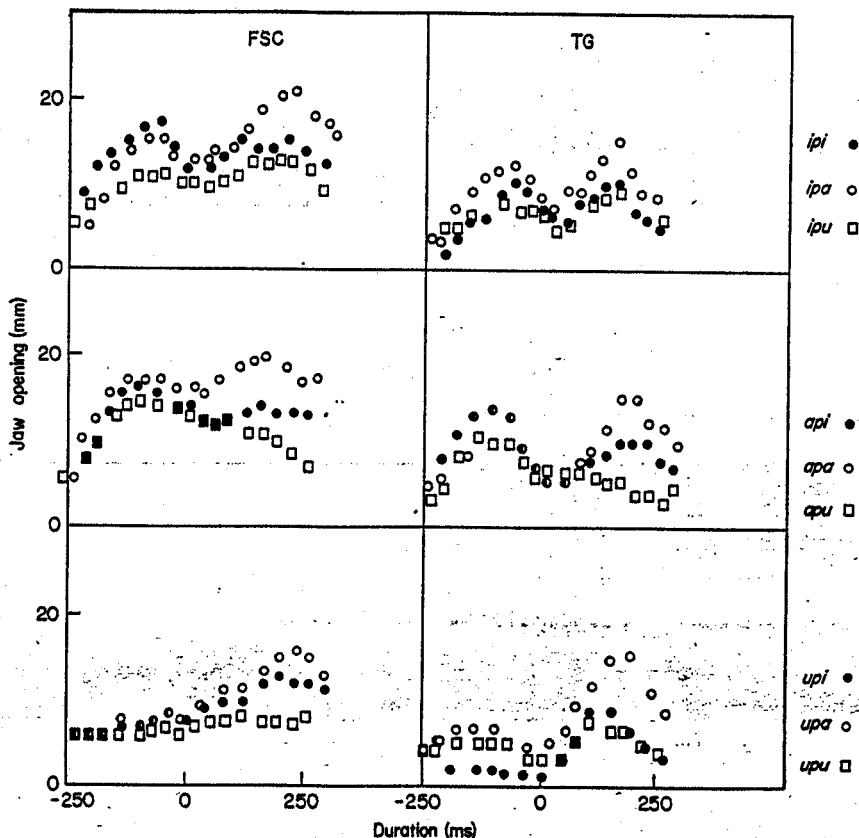 FSC
TG
20
0
ipi
ipa
ipu
Jaw opening (mm)
20
0
api
apa
apu
20
0
upi
upa
upu
-250
0
250
-250
0
250
Duration (ms)